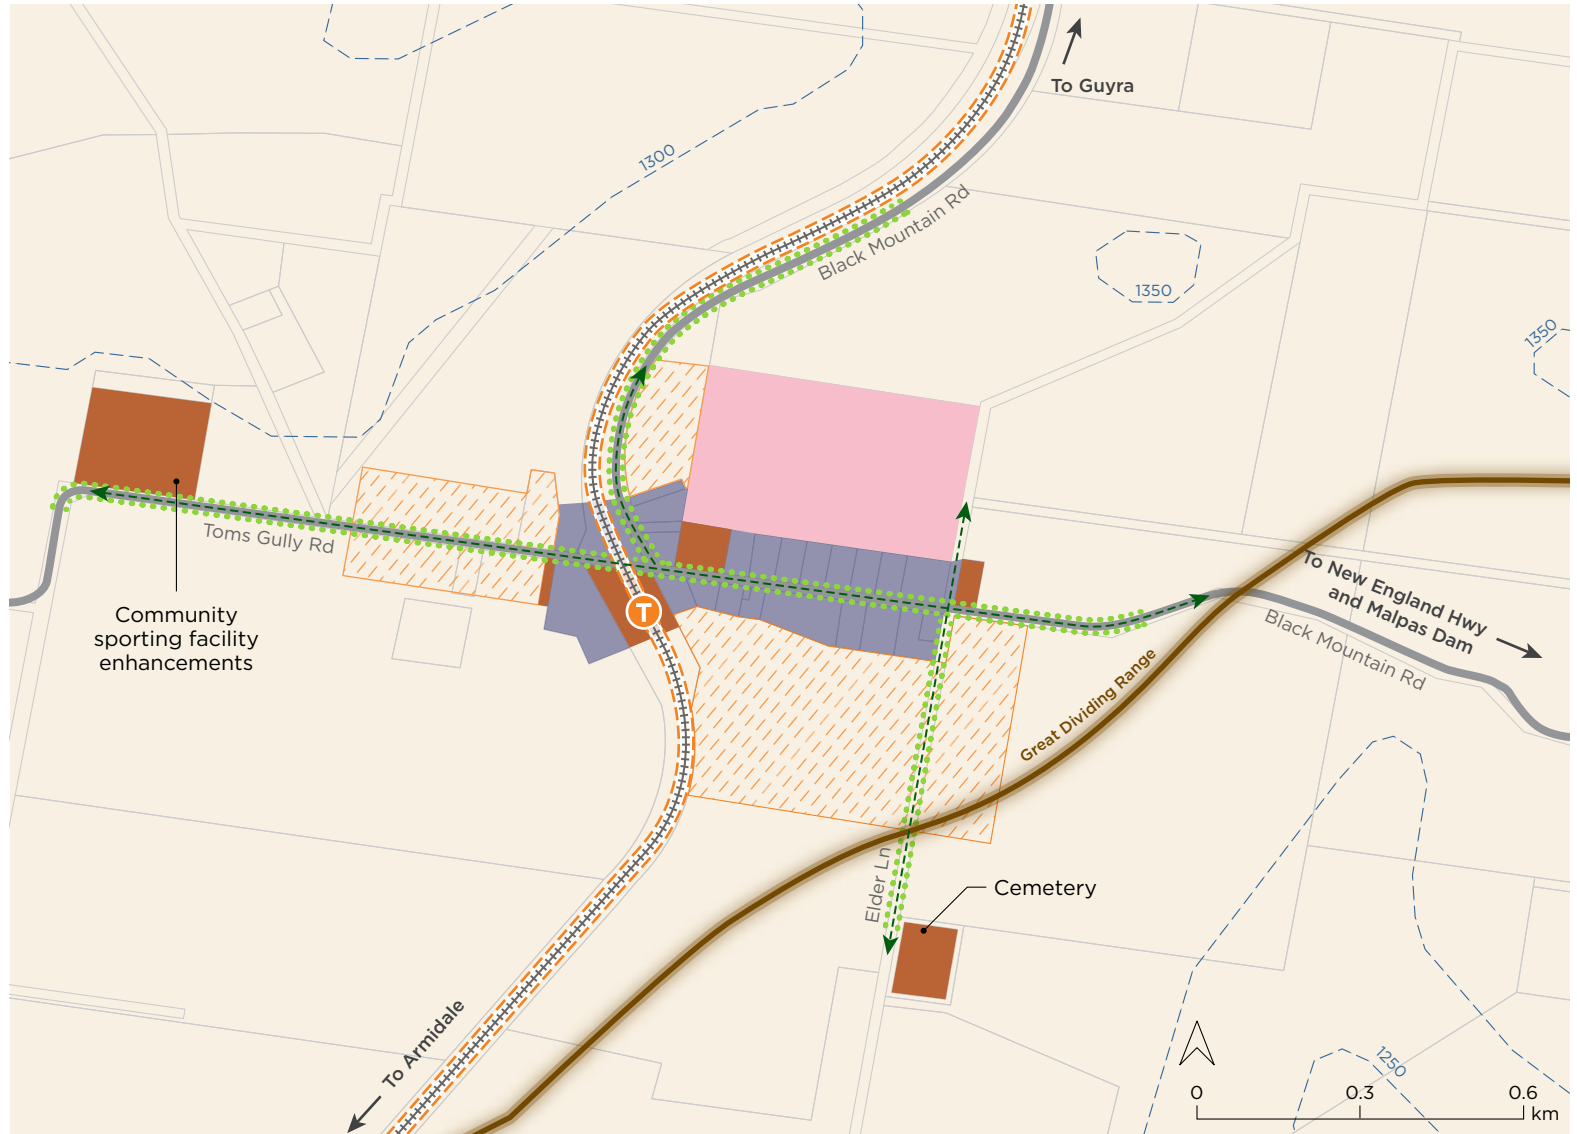 To Guyra
1300
Black Mountain Rd
1350
1350
Toms Gully Rd
Community
sporting facility
enhancements
T
To New England Hwy
and Malpas Dam
Black Mountain Rd
Great Dividing Range
Elder Ln
Cemetery
To Armidale
1250
0 0.3 0.6
km